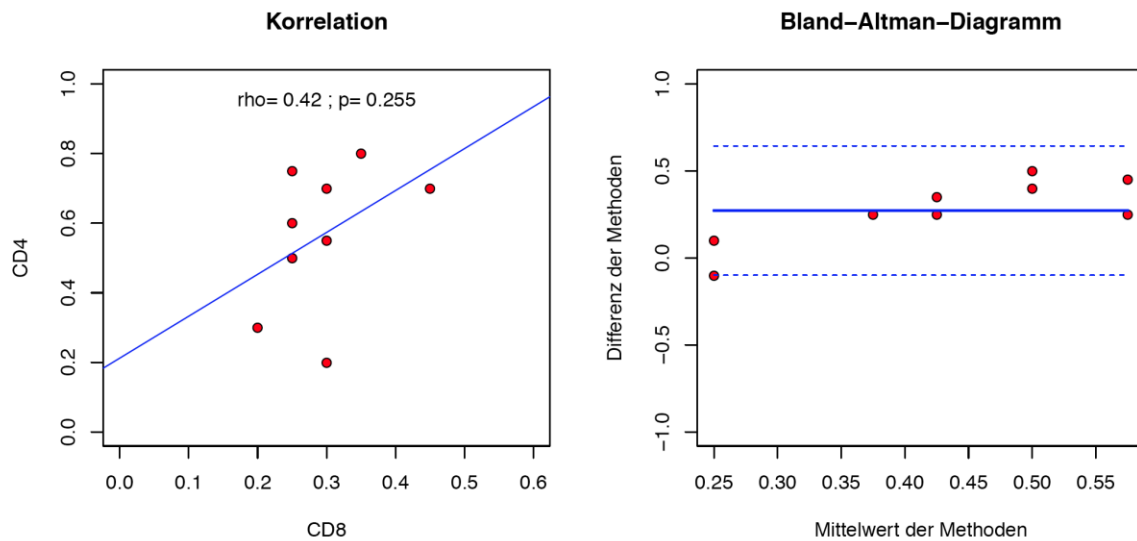 Korrelation
rho= 0.42 ; p= 0.255
CD4
0.0 0.2 0.4 0.6 0.8 1.0
0.0 0.1 0.2 0.3 0.4 0.5 0.6
CD8
Bland−Altman−Diagramm
Differenz der Methoden
−1.0 −0.5 0.0 0.5 1.0
0.25 0.30 0.35 0.40 0.45 0.50 0.55
Mittelwert der Methoden